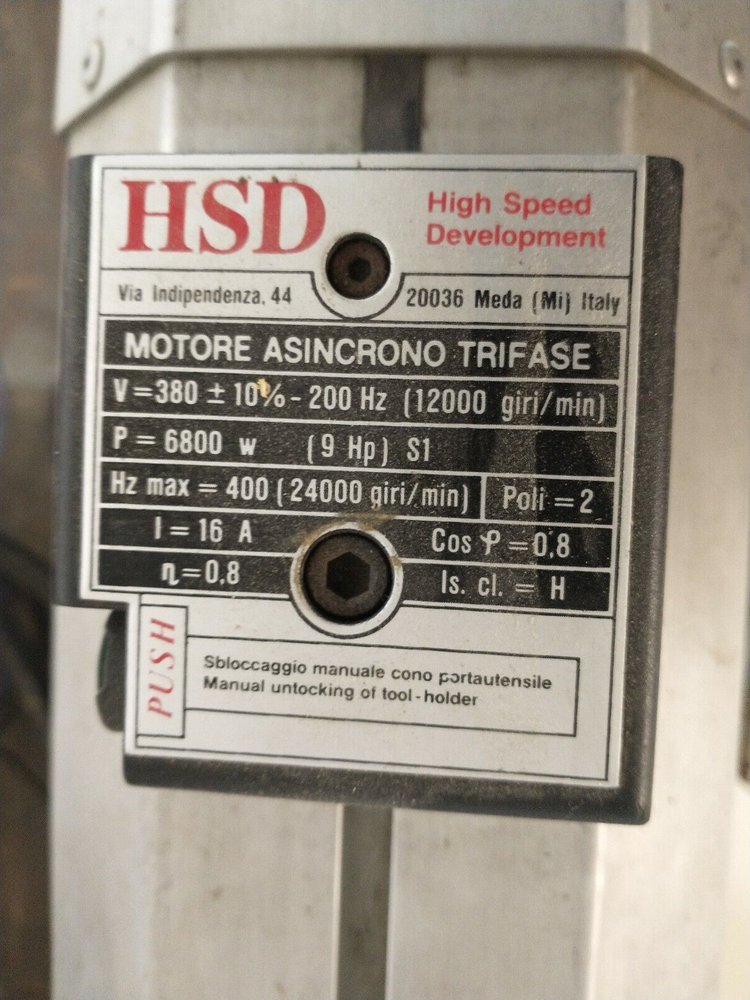 HSD
High Speed
Development
Via Indipendenza, 44
20036 Meda (Mi) Italy
MOTORE ASINCRONO TRIFASE
V=380 ± 10% - 200 Hz (12000 giri/min)
P = 6800 w (9 Hp) S1
Hz max = 400 (24000 giri/min) Poli = 2
I = 16 A
Cos φ = 0,8
η=0,8
Is. cl. = H
PUSH
Sbloccaggio manuale cono portautensile
Manual untocking of tool-holder